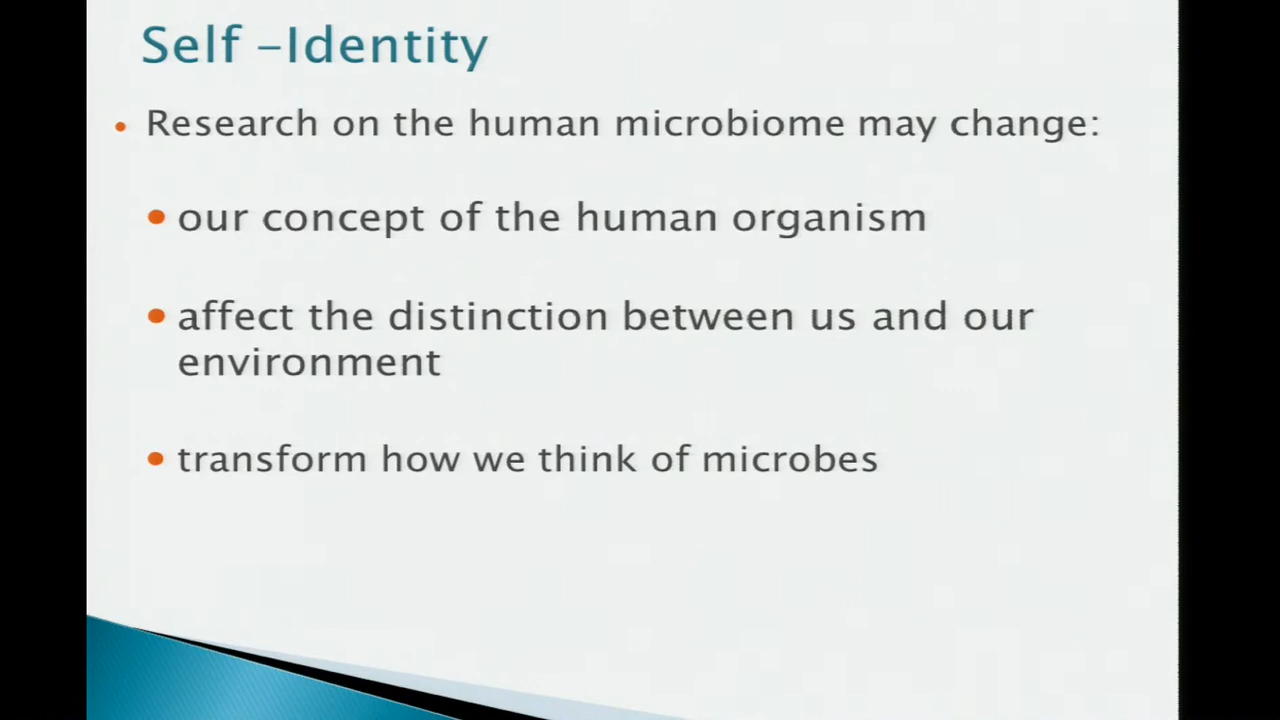 Self –Identity
• Research on the human microbiome may change:
• our concept of the human organism
• affect the distinction between us and our
environment
• transform how we think of microbes